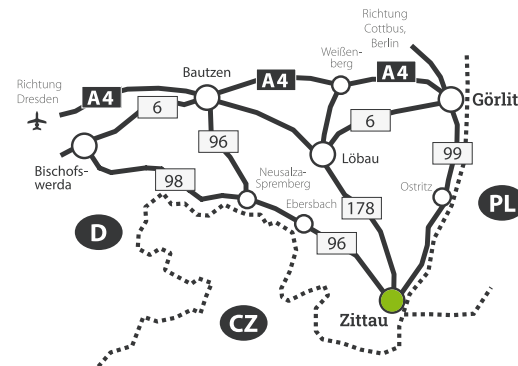 Richtung
Cottbus,
Berlin
Weißen-
berg
Bautzen
A4
A4
A4
Richtung
Dresden
Görlit
6
6
96
99
Löbau
Bischofs-
werda
98
Neusalza-
Spremberg
Ostritz
Ebersbach
178
PL
D
96
CZ
Zittau